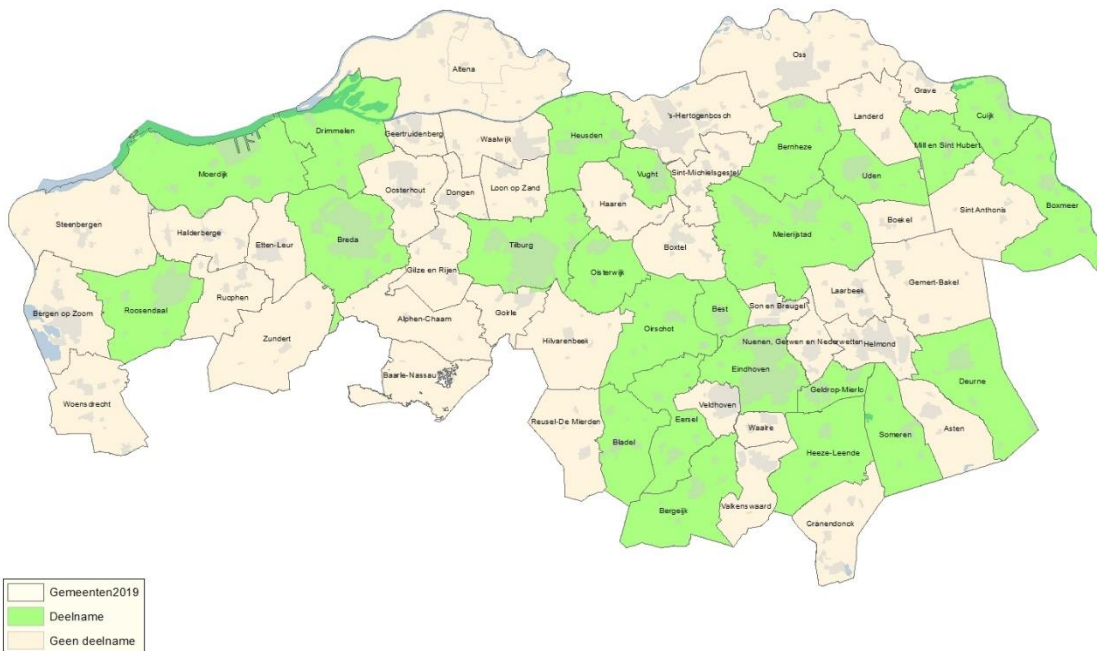 Altena
Oss
Grave
Cuijk
Geertruidenberg
Waalwijk
Heusden
's-Hertogenbosch
Landerd
Drimmelen
Bernheze
Mill en Sint Hubert
Moerdijk
Oosterhout
Dongen
Loon op Zand
Vught
Sint-Michielsgestel
Uden
Haaren
Boxmeer
Sint Anthonis
Boekel
Steenbergen
Halderberge
Etten-Leur
Breda
Tilburg
Boxtel
Meierijstad
Gilze en Rijen
Oisterwijk
Gemert-Bakel
Laarbeek
Rucphen
Roosendaal
Bergen op Zoom
Goirle
Best
Son en Breugel
Alphen-Chaam
Oirschot
Zundert
Hilvarenbeek
Nuenen, Gerwen en Nederwetten
Helmond
Eindhoven
Baarle-Nassau
Deurne
Geldrop-Mierlo
Woensdrecht
Veldhoven
Reusel-De Mierden
Eersel
Waalre
Asten
Someren
Bladel
Heeze-Leende
Valkenswaard
Bergeijk
Cranendonck
Gemeenten2019
Deelname
Geen deelname